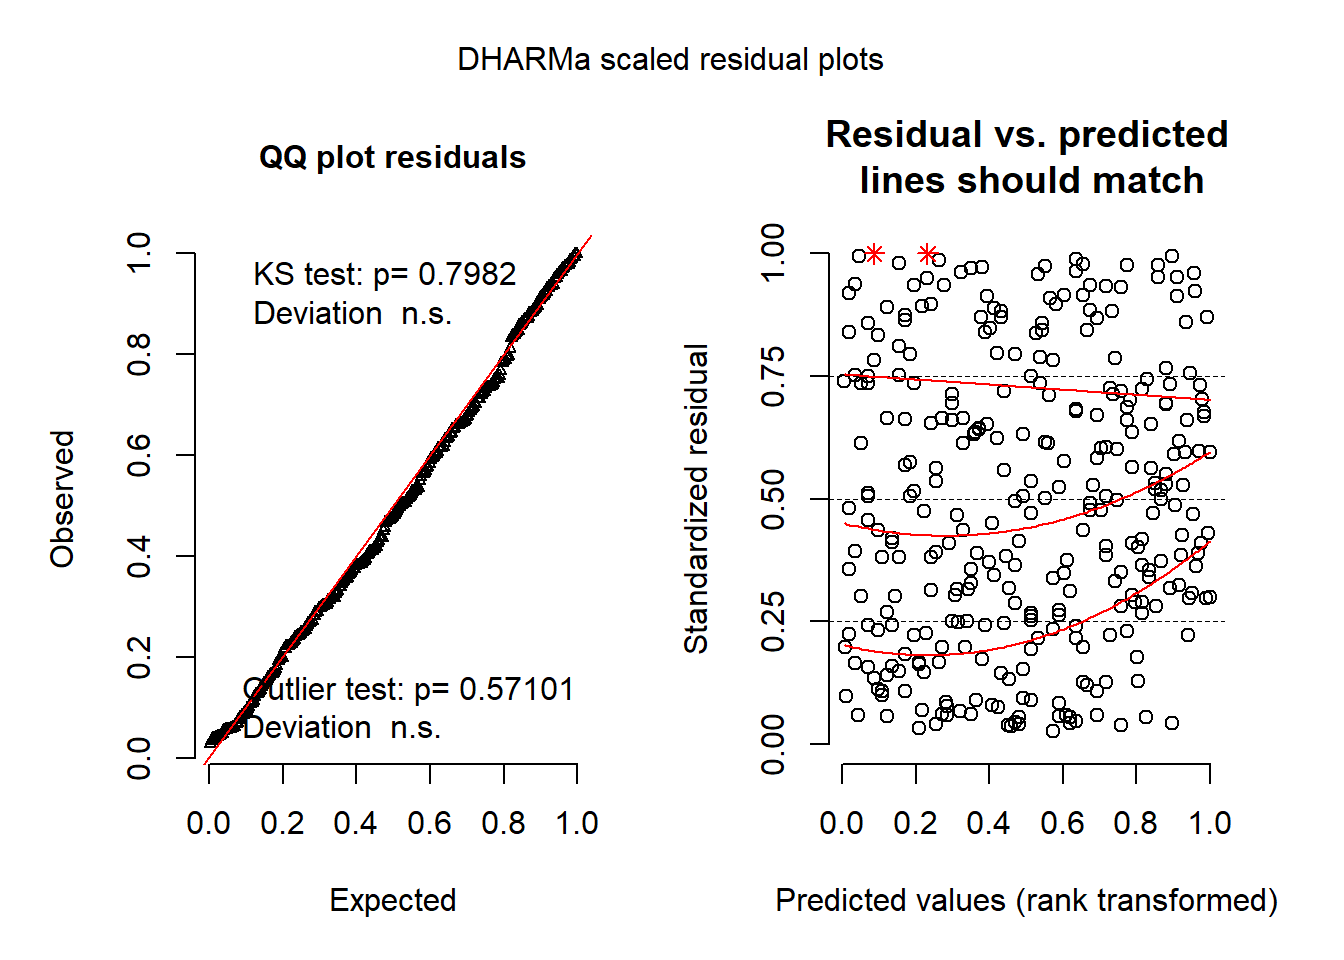 DHARMa scaled residual plots
QQ plot residuals
KS test: p= 0.7982
Deviation  n.s.
Outlier test: p= 0.57101
Deviation  n.s.
Observed
0.0 0.2 0.4 0.6 0.8 1.0
0.0 0.2 0.4 0.6 0.8 1.0
Expected
Residual vs. predicted
lines should match
Standardized residual
0.00 0.25 0.50 0.75 1.00
0.0 0.2 0.4 0.6 0.8 1.0
Predicted values (rank transformed)